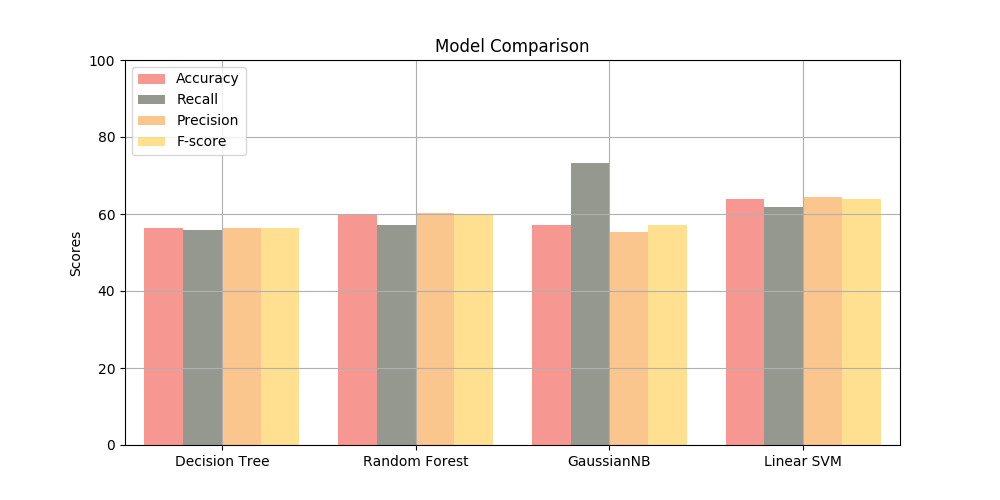 Model Comparison
100
80
60
40
20
0
Scores
Accuracy
Recall
Precision
F-score
Decision Tree
Random Forest
GaussianNB
Linear SVM